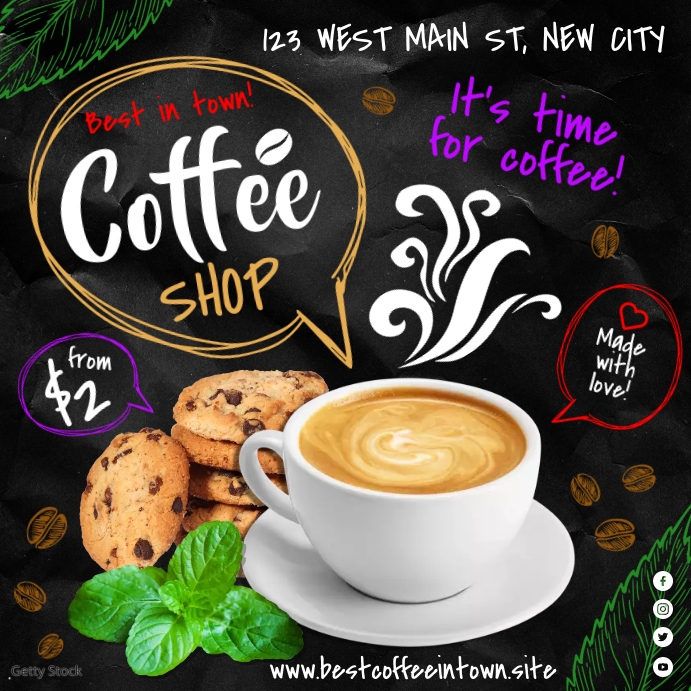 123 WEST MAIN ST, NEW CITY
Best in town!
Coffee
SHOP
It's time
for coffee!
from
$2
Made
with
love!
www.bestcoffeeintown.site
Getty Stock